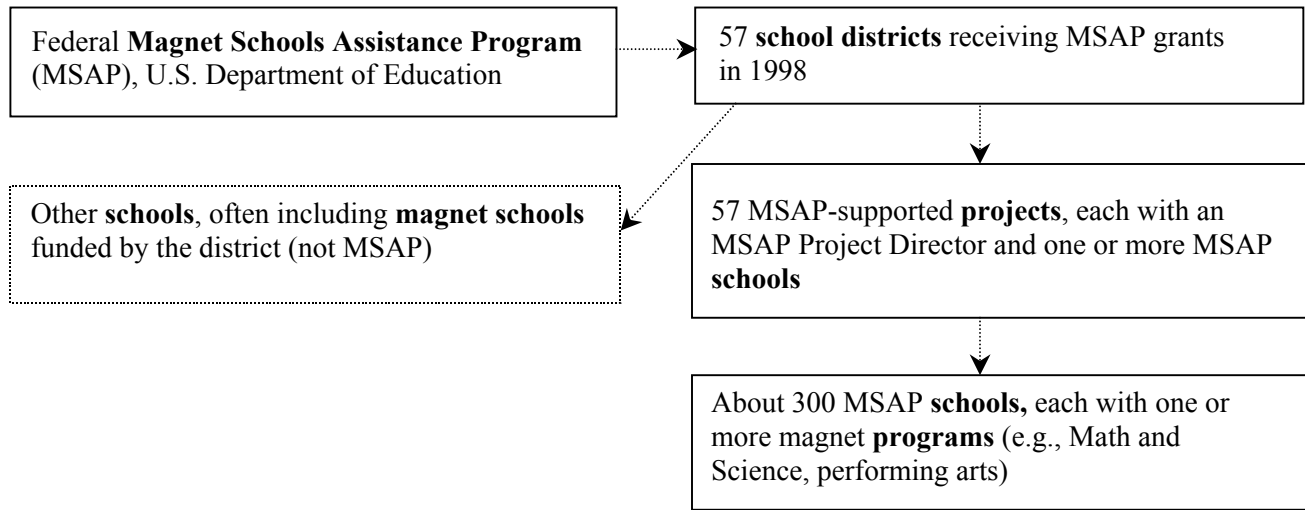 Federal Magnet Schools Assistance Program
(MSAP), U.S. Department of Education
57 school districts receiving MSAP grants
in 1998
Other schools, often including magnet schools
funded by the district (not MSAP)
57 MSAP-supported projects, each with an
MSAP Project Director and one or more MSAP
schools
About 300 MSAP schools, each with one or
more magnet programs (e.g., Math and
Science, performing arts)